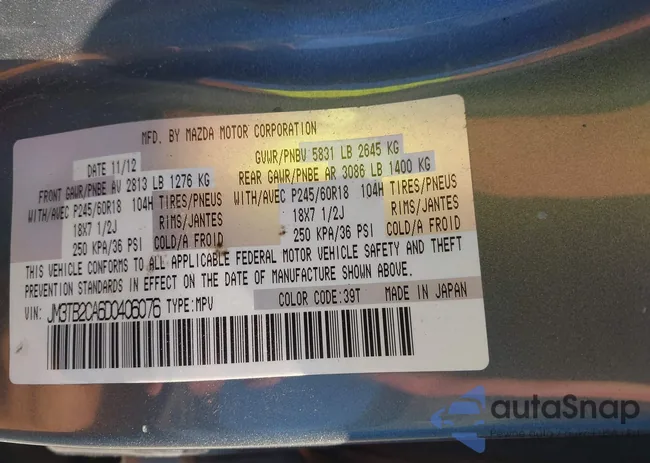 MFD. BY MAZDA MOTOR CORPORATION
DATE 11/12 GVWR/PNBV 5831 LB 2645 KG
FRONT GAWR/PNBE AV 2813 LB 1276 KG REAR GAWR/PNBE AR 3086 LB 1400 KG
WITH/AVEC P245/60R18 104H TIRES/PNEUS WITH/AVEC P245/60R18 104H TIRES/PNEUS
18X7 1/2J RIMS/JANTES 18X7 1/2J RIMS/JANTES
250 KPA/36 PSI COLD/A FROID 250 KPA/36 PSI COLD/A FROID
THIS VEHICLE CONFORMS TO ALL APPLICABLE FEDERAL MOTOR VEHICLE SAFETY AND THEFT
PREVENTION STANDARDS IN EFFECT ON THE DATE OF MANUFACTURE SHOWN ABOVE.
VIN: JM3TB2CA6D0406076 TYPE:MPV COLOR CODE:39T MADE IN JAPAN
autaSnap